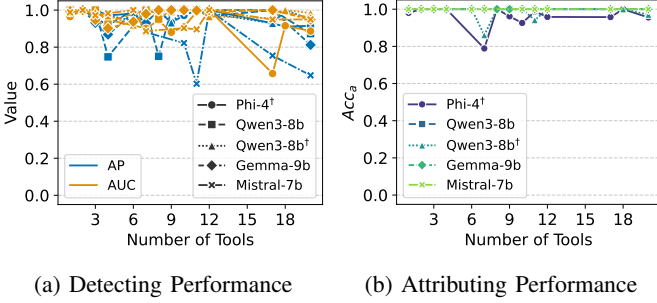 1.0
0.8
0.6
0.4
0.2
0.0
Value
AP
AUC
Phi-4†
Qwen3-8b
Qwen3-8b†
Gemma-9b
Mistral-7b
3 6 9 12 15 18
Number of Tools
(a) Detecting Performance
1.0
0.8
0.6
0.4
0.2
0.0
Acc_a
Phi-4†
Qwen3-8b
Qwen3-8b†
Gemma-9b
Mistral-7b
3 6 9 12 15 18
Number of Tools
(b) Attributing Performance